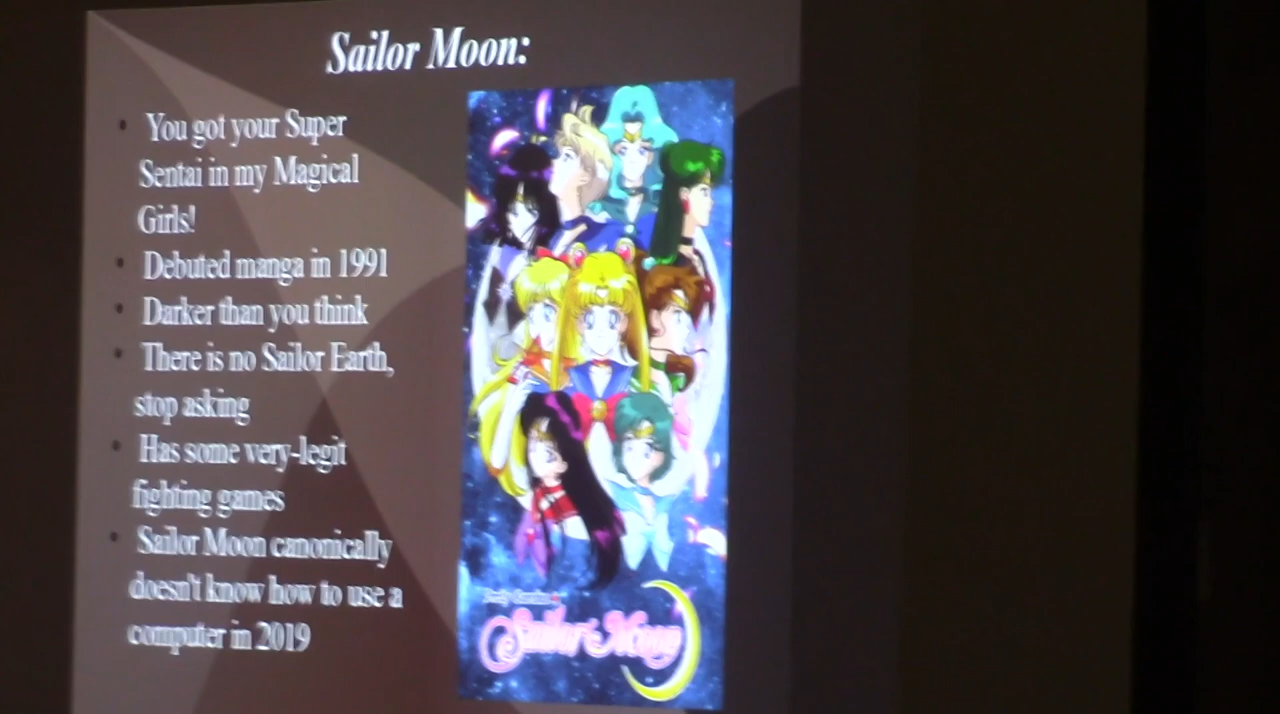 Sailor Moon:
• You got your Super
Sentai in my Magical
Girls!
• Debuted manga in 1991
• Darker than you think
• There is no Sailor Earth,
stop asking
• Has some very-legit
fighting games
• Sailor Moon canonically
doesn't know how to use a
computer in 2019
Sailor Moon